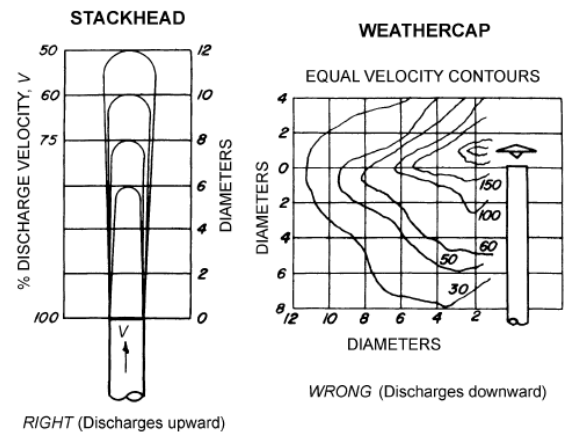 STACKHEAD
50
60
75
100
% DISCHARGE VELOCITY, V
12
10
8
6
4
2
0
DIAMETERS
V
RIGHT (Discharges upward)
WEATHERCAP
EQUAL VELOCITY CONTOURS
4
2
0
2
4
6
8
DIAMETERS
150
100
60
50
30
12 10 8 6 4 2
DIAMETERS
WRONG (Discharges downward)